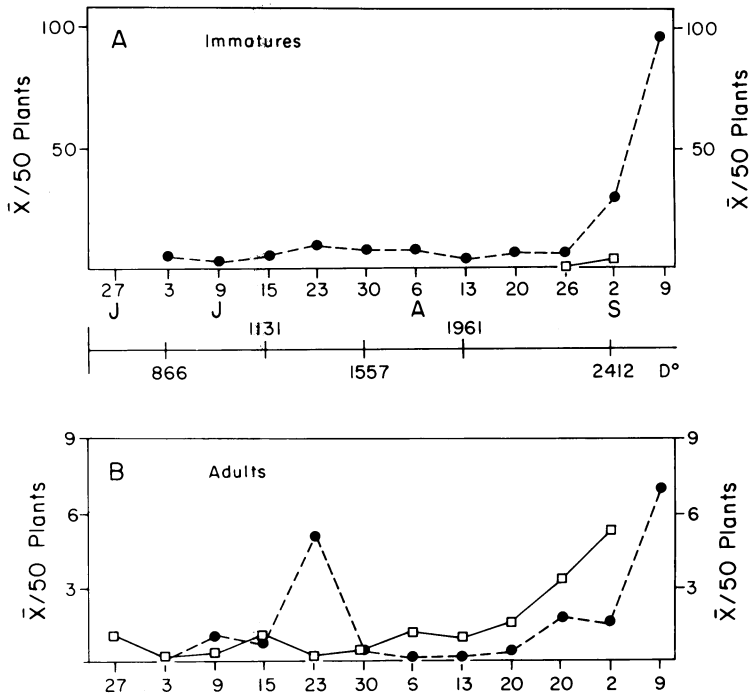 A Immatures
100
100
50
50
X̄/50 Plants
X̄/50 Plants
27 3 9 15 23 30 6 13 20 26 2 9
J J A S
1131 1961
866 1557 2412 D°
B Adults
9
9
6
6
3
3
X̄/50 Plants
X̄/50 Plants
27 3 9 15 23 30 6 13 20 20 2 9